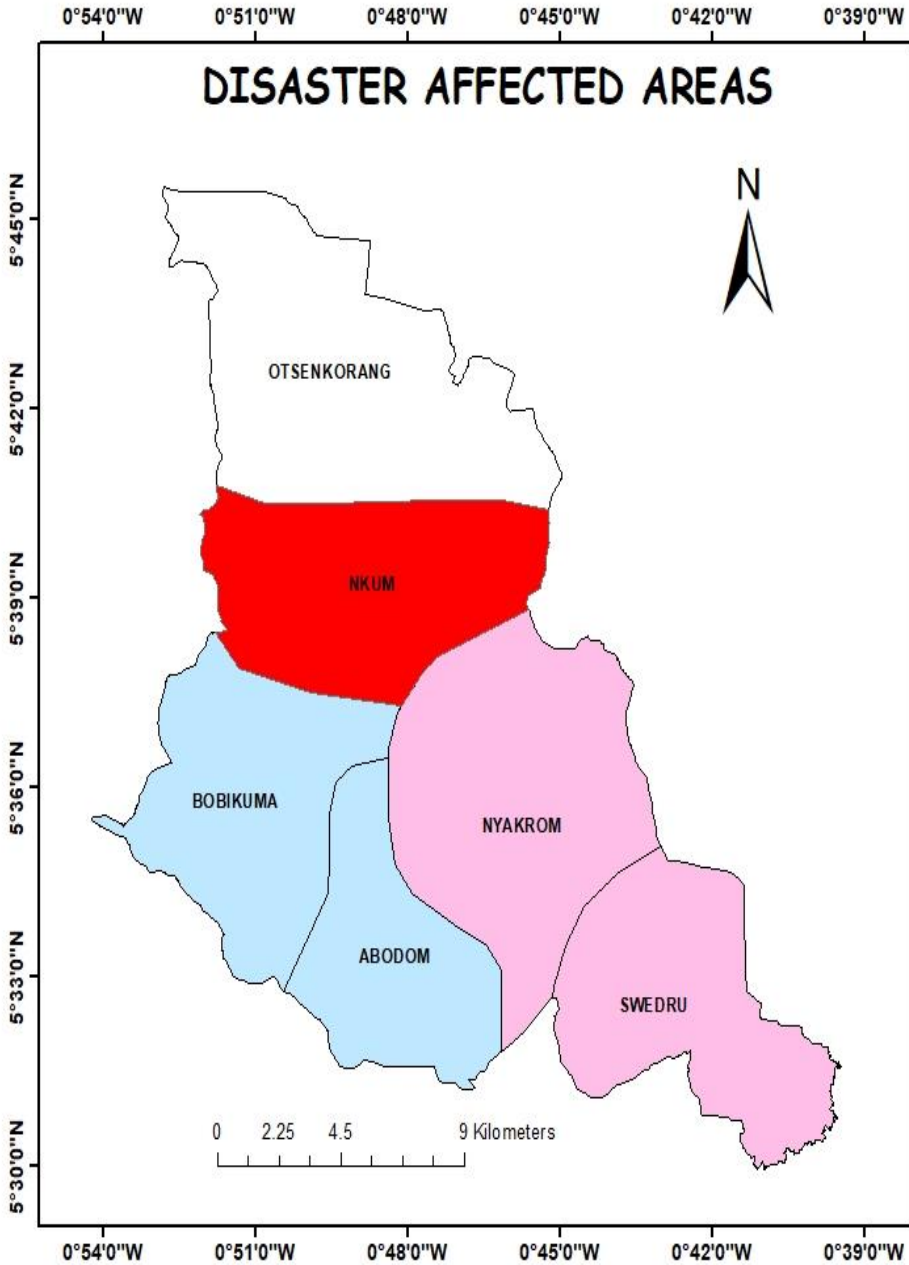 0°54'0"W 0°51'0"W 0°48'0"W 0°45'0"W 0°42'0"W 0°39'0"W
DISASTER AFFECTED AREAS
N
5°45'0"N
OTSENKORANG
5°42'0"N
NKUM
5°39'0"N
5°36'0"N
BOBIKUMA
NYAKROM
ABODOM
5°33'0"N
SWEDRU
0 2.25 4.5 9 Kilometers
5°30'0"N
0°54'0"W 0°51'0"W 0°48'0"W 0°45'0"W 0°42'0"W 0°39'0"W